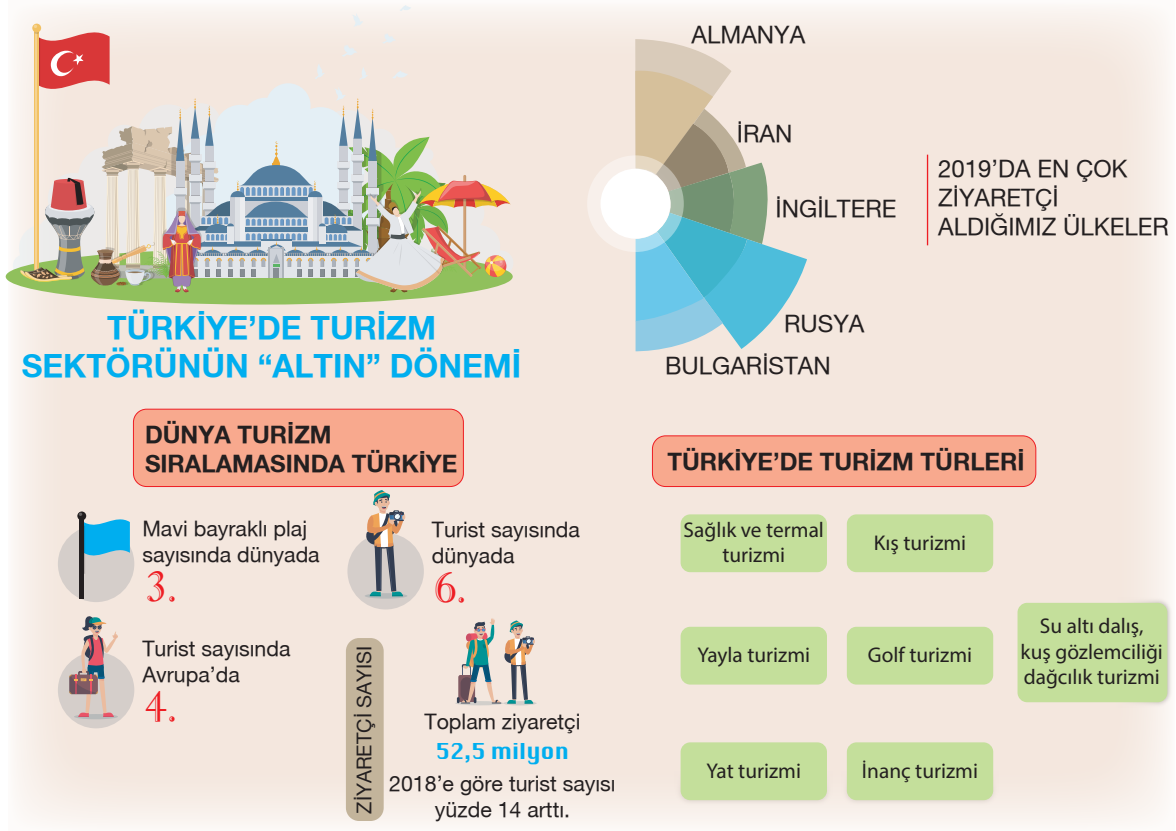 TÜRKİYE’DE TURİZM
SEKTÖRÜNÜN “ALTIN” DÖNEMİ
ALMANYA
İRAN
İNGİLTERE
RUSYA
BULGARİSTAN
2019’DA EN ÇOK
ZİYARETÇİ
ALDIĞIMIZ ÜLKELER
DÜNYA TURİZM
SIRALAMASINDA TÜRKİYE
Mavi bayraklı plaj
sayısında dünyada
3.
Turist sayısında
dünyada
6.
Turist sayısında
Avrupa’da
4.
ZİYARETÇİ SAYISI
Toplam ziyaretçi
52,5 milyon
2018’e göre turist sayısı
yüzde 14 arttı.
TÜRKİYE’DE TURİZM TÜRLERİ
Sağlık ve termal
turizmi
Kış turizmi
Yayla turizmi
Golf turizmi
Su altı dalış,
kuş gözlemciliği
dağcılık turizmi
Yat turizmi
İnanç turizmi